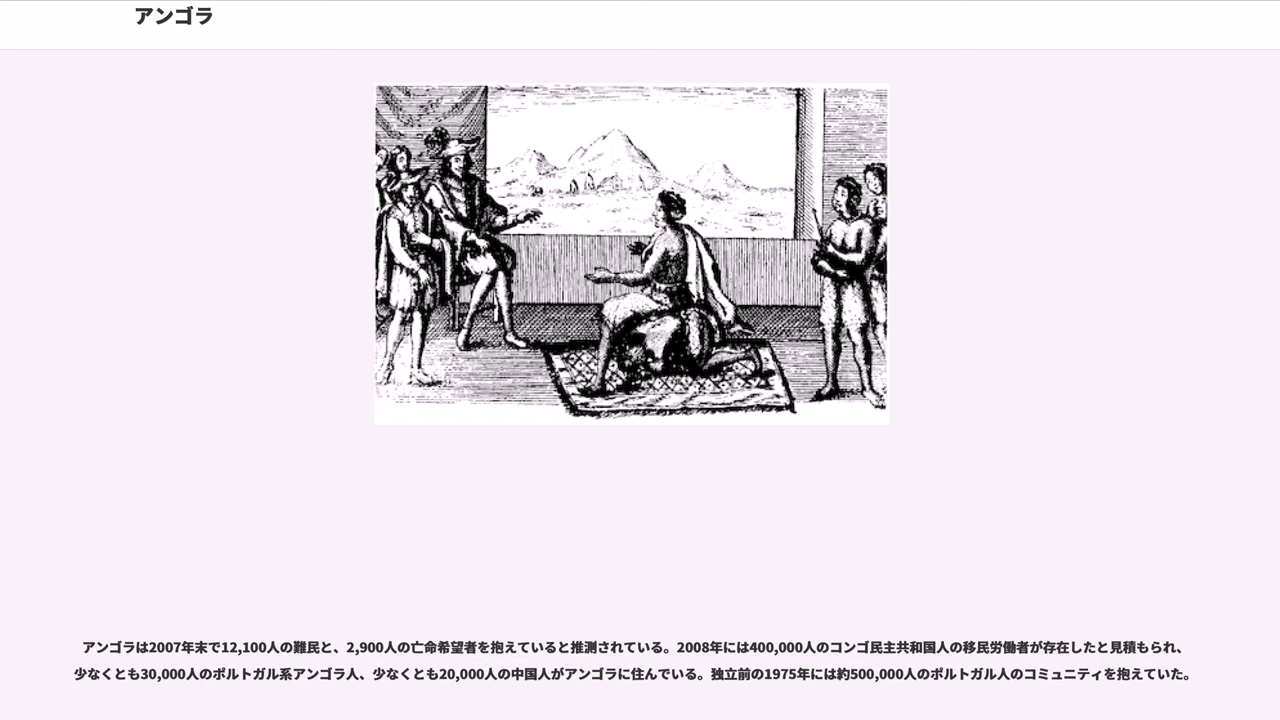 アンゴラ
アンゴラは2007年末で12,100人の難民と、2,900人の亡命希望者を抱えていると推測されている。2008年には400,000人のコンゴ民主共和国人の移民労働者が存在したと見積もられ、
少なくとも30,000人のポルトガル系アンゴラ人、少なくとも20,000人の中国人がアンゴラに住んでいる。独立前の1975年には約500,000人のポルトガル人のコミュニティを抱えていた。